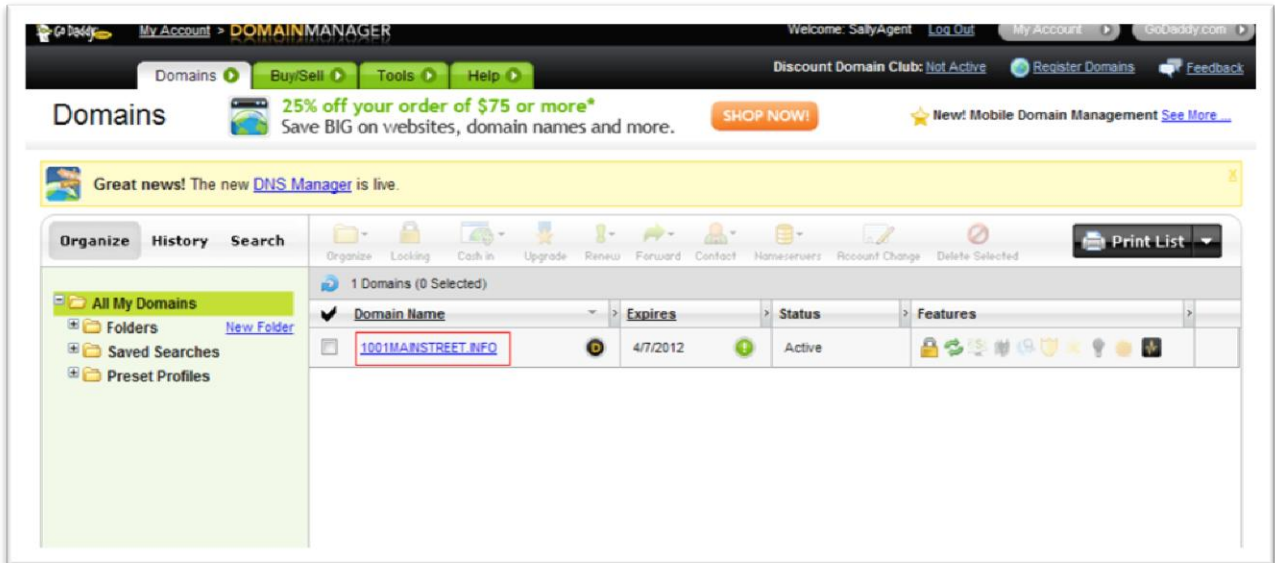 Go Daddy My Account > DOMAINMANAGER Welcome: SallyAgent Log Out My Account GoDaddy.com
Domains Buy/Sell Tools Help Discount Domain Club: Not Active Register Domains Feedback
Domains
25% off your order of $75 or more*
Save BIG on websites, domain names and more.
SHOP NOW!
New! Mobile Domain Management See More ...
Great news! The new DNS Manager is live. X
Organize History Search
Organize Locking Cash in Upgrade Renew Forward Contact Nameservers Account Change Delete Selected
Print List
1 Domains (0 Selected)
All My Domains
Folders New Folder
Saved Searches
Preset Profiles
Domain Name Expires Status Features
1001MAINSTREET.INFO D 4/7/2012 Active